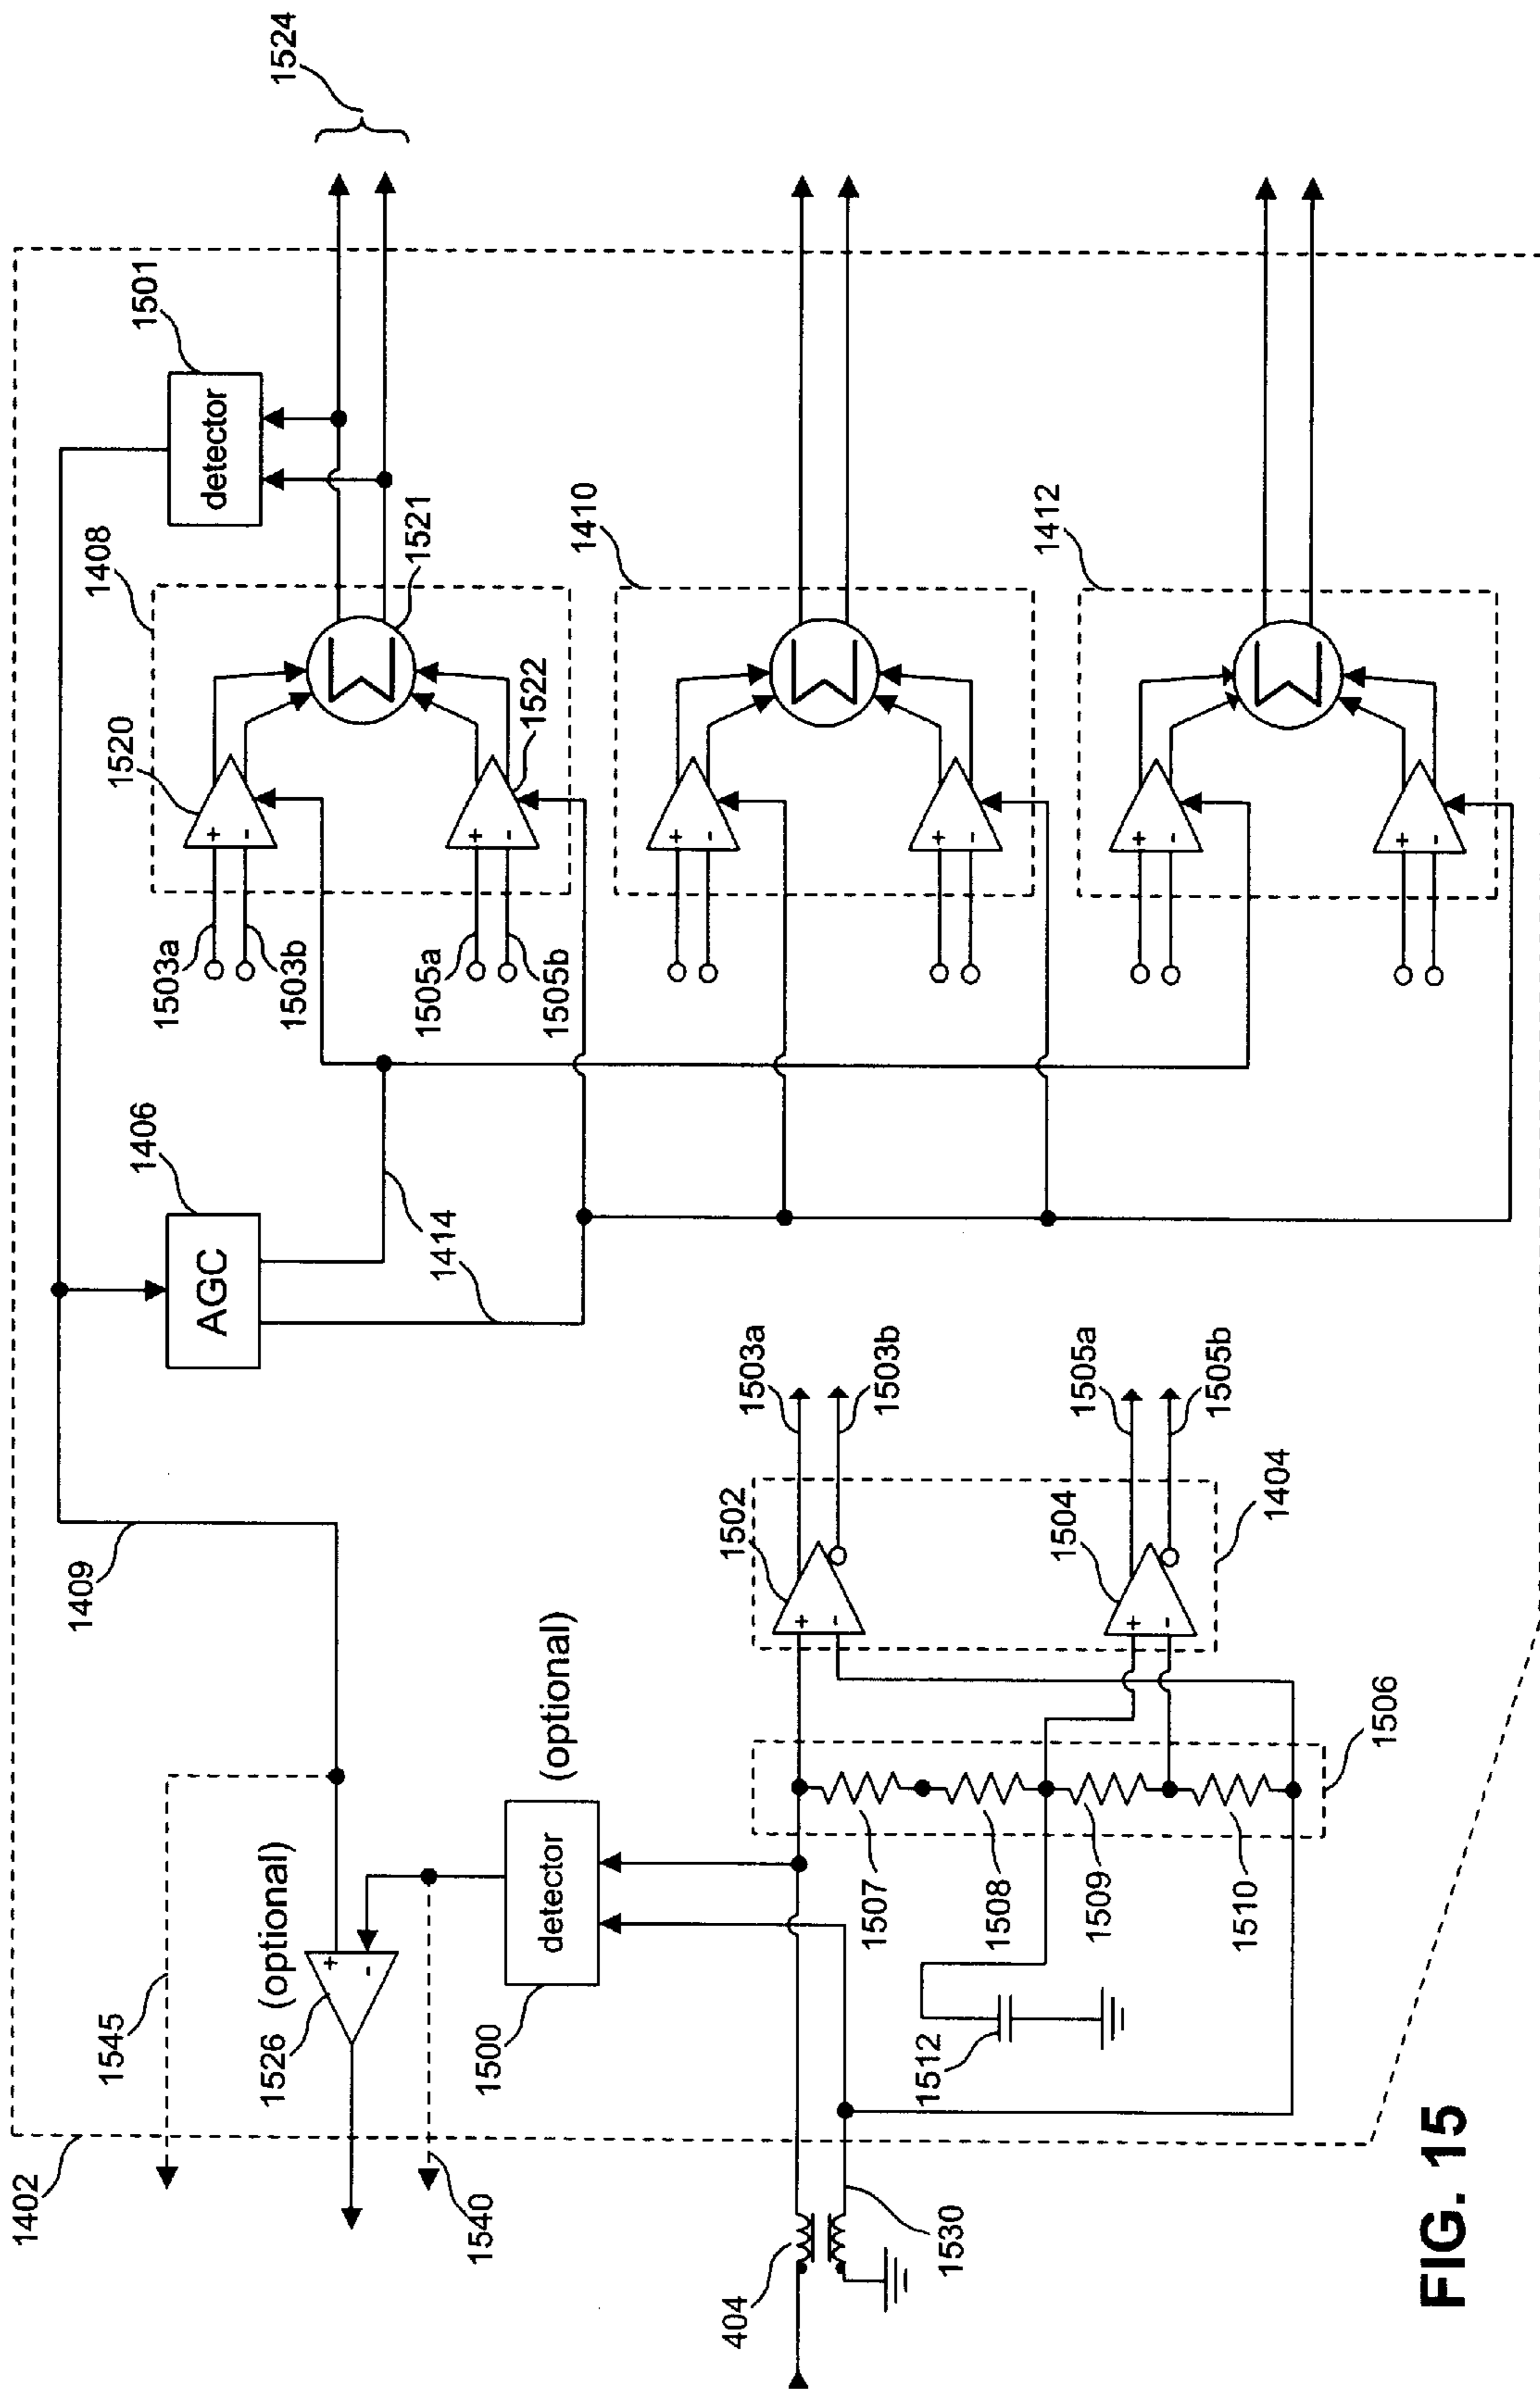 1402
1545
1526 (optional)
+
-
1540
1500
detector
(optional)
1409
404
1530
1512
1507
1508
1509
1510
1506
1502
+
-
1504
+
-
1404
1503a
1503b
1505a
1505b
AGC
1406
1414
1414
1503a
1503b
1505a
1505b
1520
+
-
1522
+
-
1408
Σ
1521
detector
1501
1524
1410
+
-
+
-
Σ
1412
+
-
+
-
Σ
FIG. 15